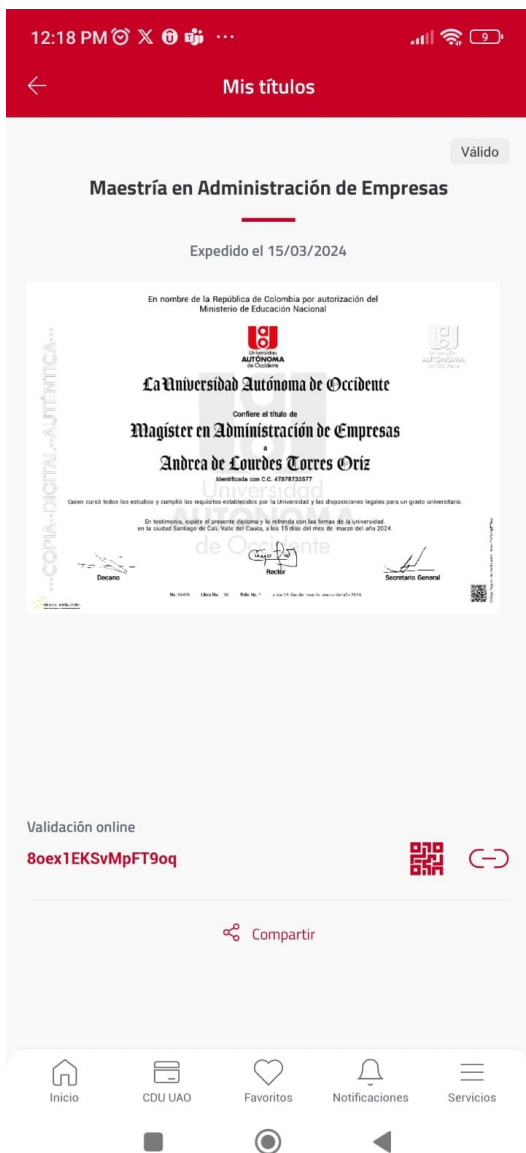 12:18 PM
9
Mis títulos
Válido
Maestría en Administración de Empresas
Expedido el 15/03/2024
···COPIA··DIGITAL··AUTÉNTICA···
En nombre de la República de Colombia por autorización del
Ministerio de Educación Nacional
Universidad
AUTÓNOMA
de Occidente
La Universidad Autónoma de Occidente
Confiere el título de
Magíster en Administración de Empresas
a
Andrea de Lourdes Torres Oriz
Identificada con C.C. 47878733577
Quien cursó todos los estudios y cumplió los requisitos establecidos por la Universidad y las disposiciones legales para un grado universitario.
En testimonio, expide el presente diploma y lo refrenda con las firmas de la universidad.
en la ciudad Santiago de Cali, Valle del Cauca, a los 15 días del mes de marzo del año 2024.
Universidad
AUTÓNOMA
de Occidente
Decano
Rector
Secretario General
Validación online
8oex1EKSvMpFT9oq
Compartir
Inicio
CDU UAO
Favoritos
Notificaciones
Servicios